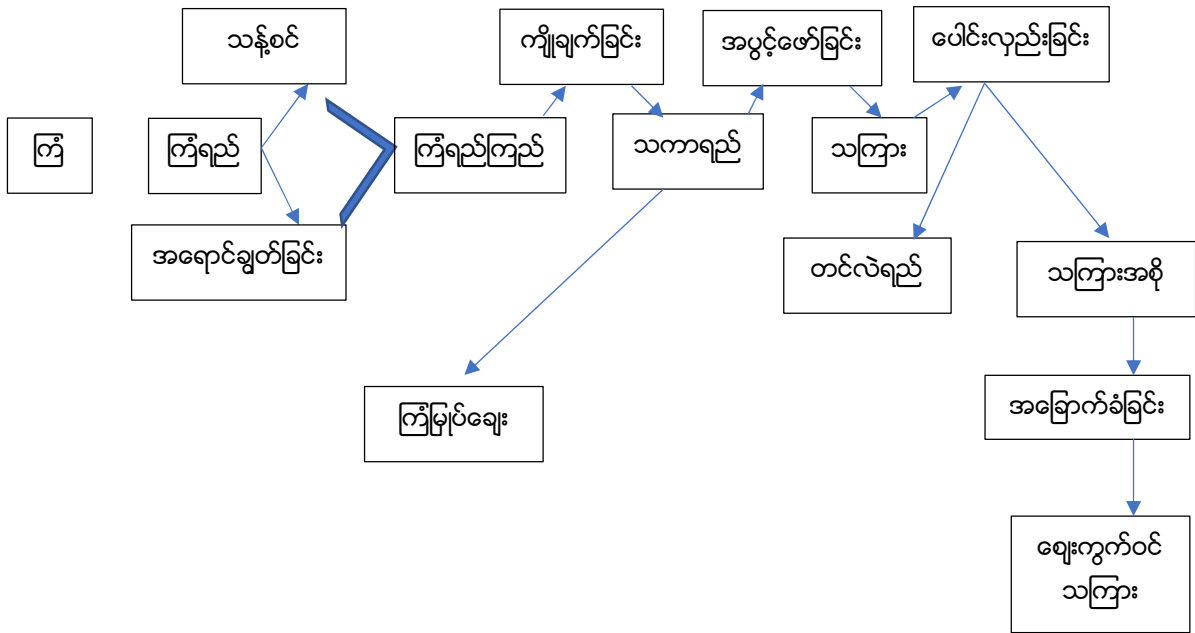 သန့်စင်
ကျိုချက်ခြင်း
အပွင့်ဖော်ခြင်း
ပေါင်းလှည်းခြင်း
ကြံ
ကြံရည်
ကြံရည်ကြည်
သကာရည်
သကြား
အရောင်ချွတ်ခြင်း
တင်လဲရည်
သကြားအစို
ကြံမြှုပ်ချေး
အခြောက်ခံခြင်း
ဈေးကွက်ဝင်
သကြား